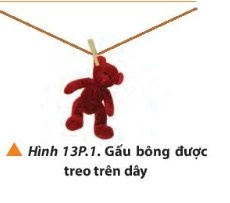 ▲ Hình 13P.1. Gấu bông được
treo trên dây